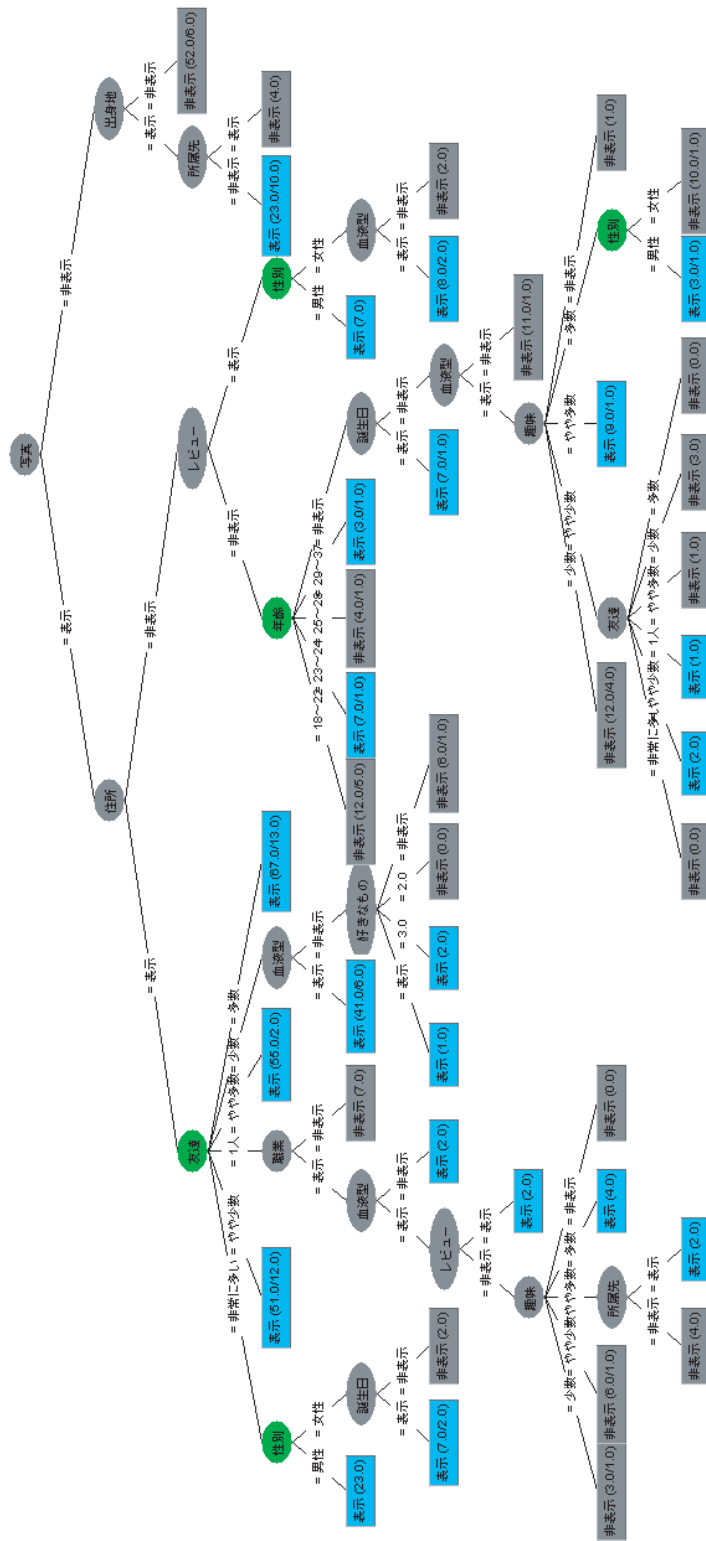 写真
= 表示
= 非表示
住所
出身地
= 表示
= 非表示
= 表示
= 非表示
友達
レビュー
所属先
非表示 (52.0/6.0)
= 非常に多い
= やや少数
= 1人
= やや多数
= 少数
= 多数
= 非表示
= 表示
= 非表示
= 表示
性別
表示 (51.0/12.0)
職業
表示 (55.0/2.0)
血液型
表示 (67.0/13.0)
年齢
性別
表示 (23.0/10.0)
非表示 (4.0)
= 男性
= 女性
= 表示
= 非表示
= 表示
= 非表示
= 18～22
= 23～24
= 25～28
= 29～37
= 非表示
= 男性
= 女性
表示 (23.0)
誕生日
血液型
非表示 (7.0)
表示 (41.0/6.0)
好きなもの
非表示 (12.0/5.0)
表示 (7.0/1.0)
非表示 (4.0/1.0)
表示 (3.0/1.0)
誕生日
表示 (7.0)
血液型
= 表示
= 非表示
= 表示
= 非表示
= 表示
= 3.0
= 2.0
= 非表示
= 表示
= 非表示
= 表示
= 非表示
表示 (7.0/2.0)
非表示 (2.0)
レビュー
表示 (2.0)
表示 (1.0)
表示 (2.0)
非表示 (0.0)
非表示 (6.0/1.0)
表示 (7.0/1.0)
血液型
表示 (8.0/2.0)
非表示 (2.0)
= 非表示
= 表示
= 表示
= 非表示
趣味
表示 (2.0)
趣味
非表示 (11.0/1.0)
= 少数
= やや少数
= やや多数
= 多数
= 非表示
= 少数
= やや少数
= やや多数
= 多数
= 非表示
非表示 (3.0/1.0)
非表示 (6.0/1.0)
所属先
表示 (4.0)
非表示 (0.0)
非表示 (12.0/4.0)
友達
表示 (9.0/1.0)
性別
非表示 (1.0)
= 非表示
= 表示
= 非常に多い
= やや少数
= 1人
= やや多数
= 少数
= 多数
= 男性
= 女性
非表示 (4.0)
表示 (2.0)
非表示 (0.0)
表示 (2.0)
表示 (1.0)
非表示 (1.0)
非表示 (3.0)
非表示 (0.0)
表示 (3.0/1.0)
非表示 (10.0/1.0)